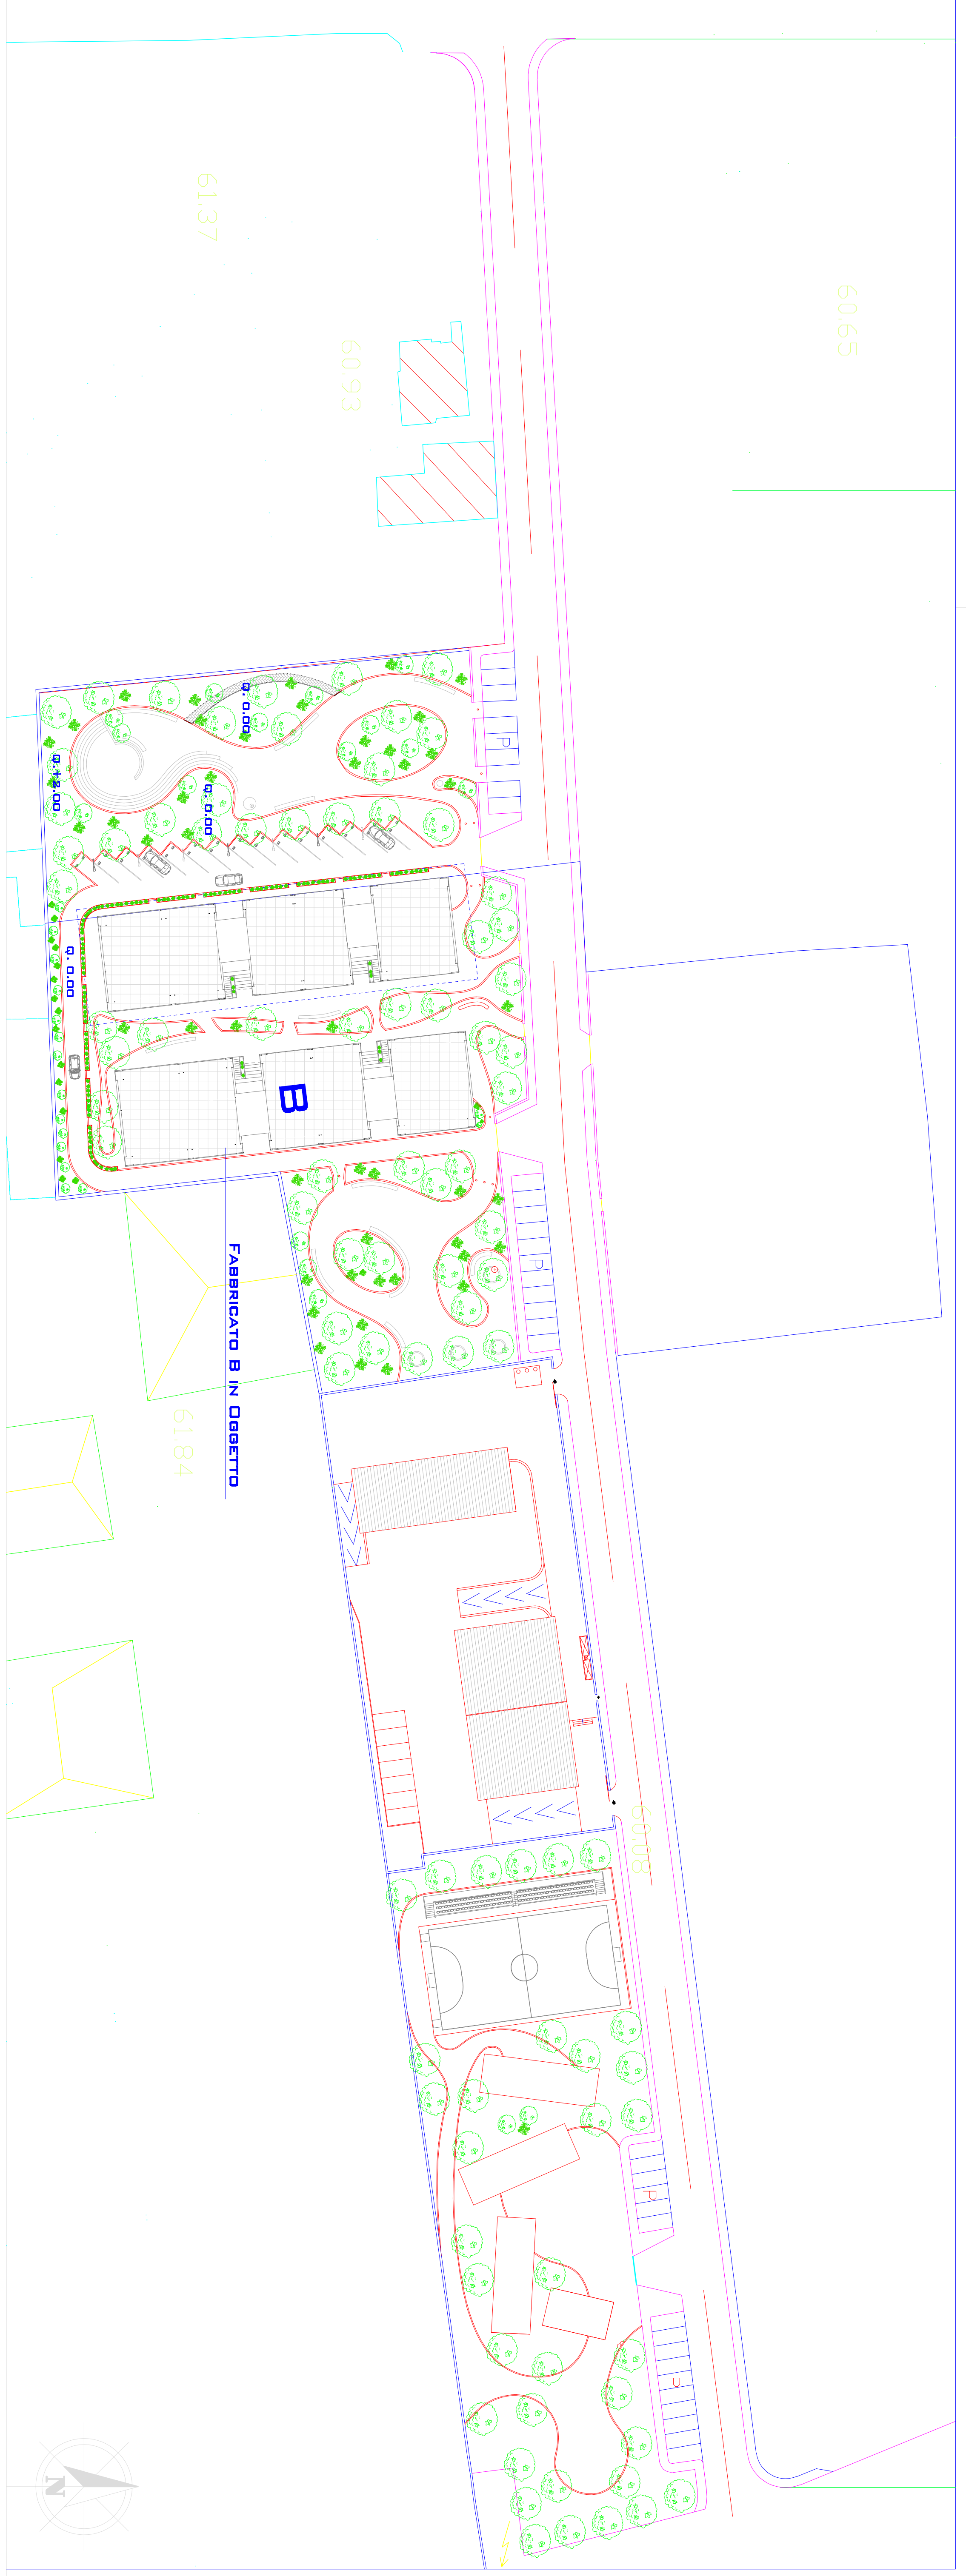 61.37
60.65
60.93
Q. 0.00
P
Q.+2.00
Q. 0.00
Q. 0.00
B
P
FABBRICATO B IN OGGETTO
61.84
60.08
P
P
N